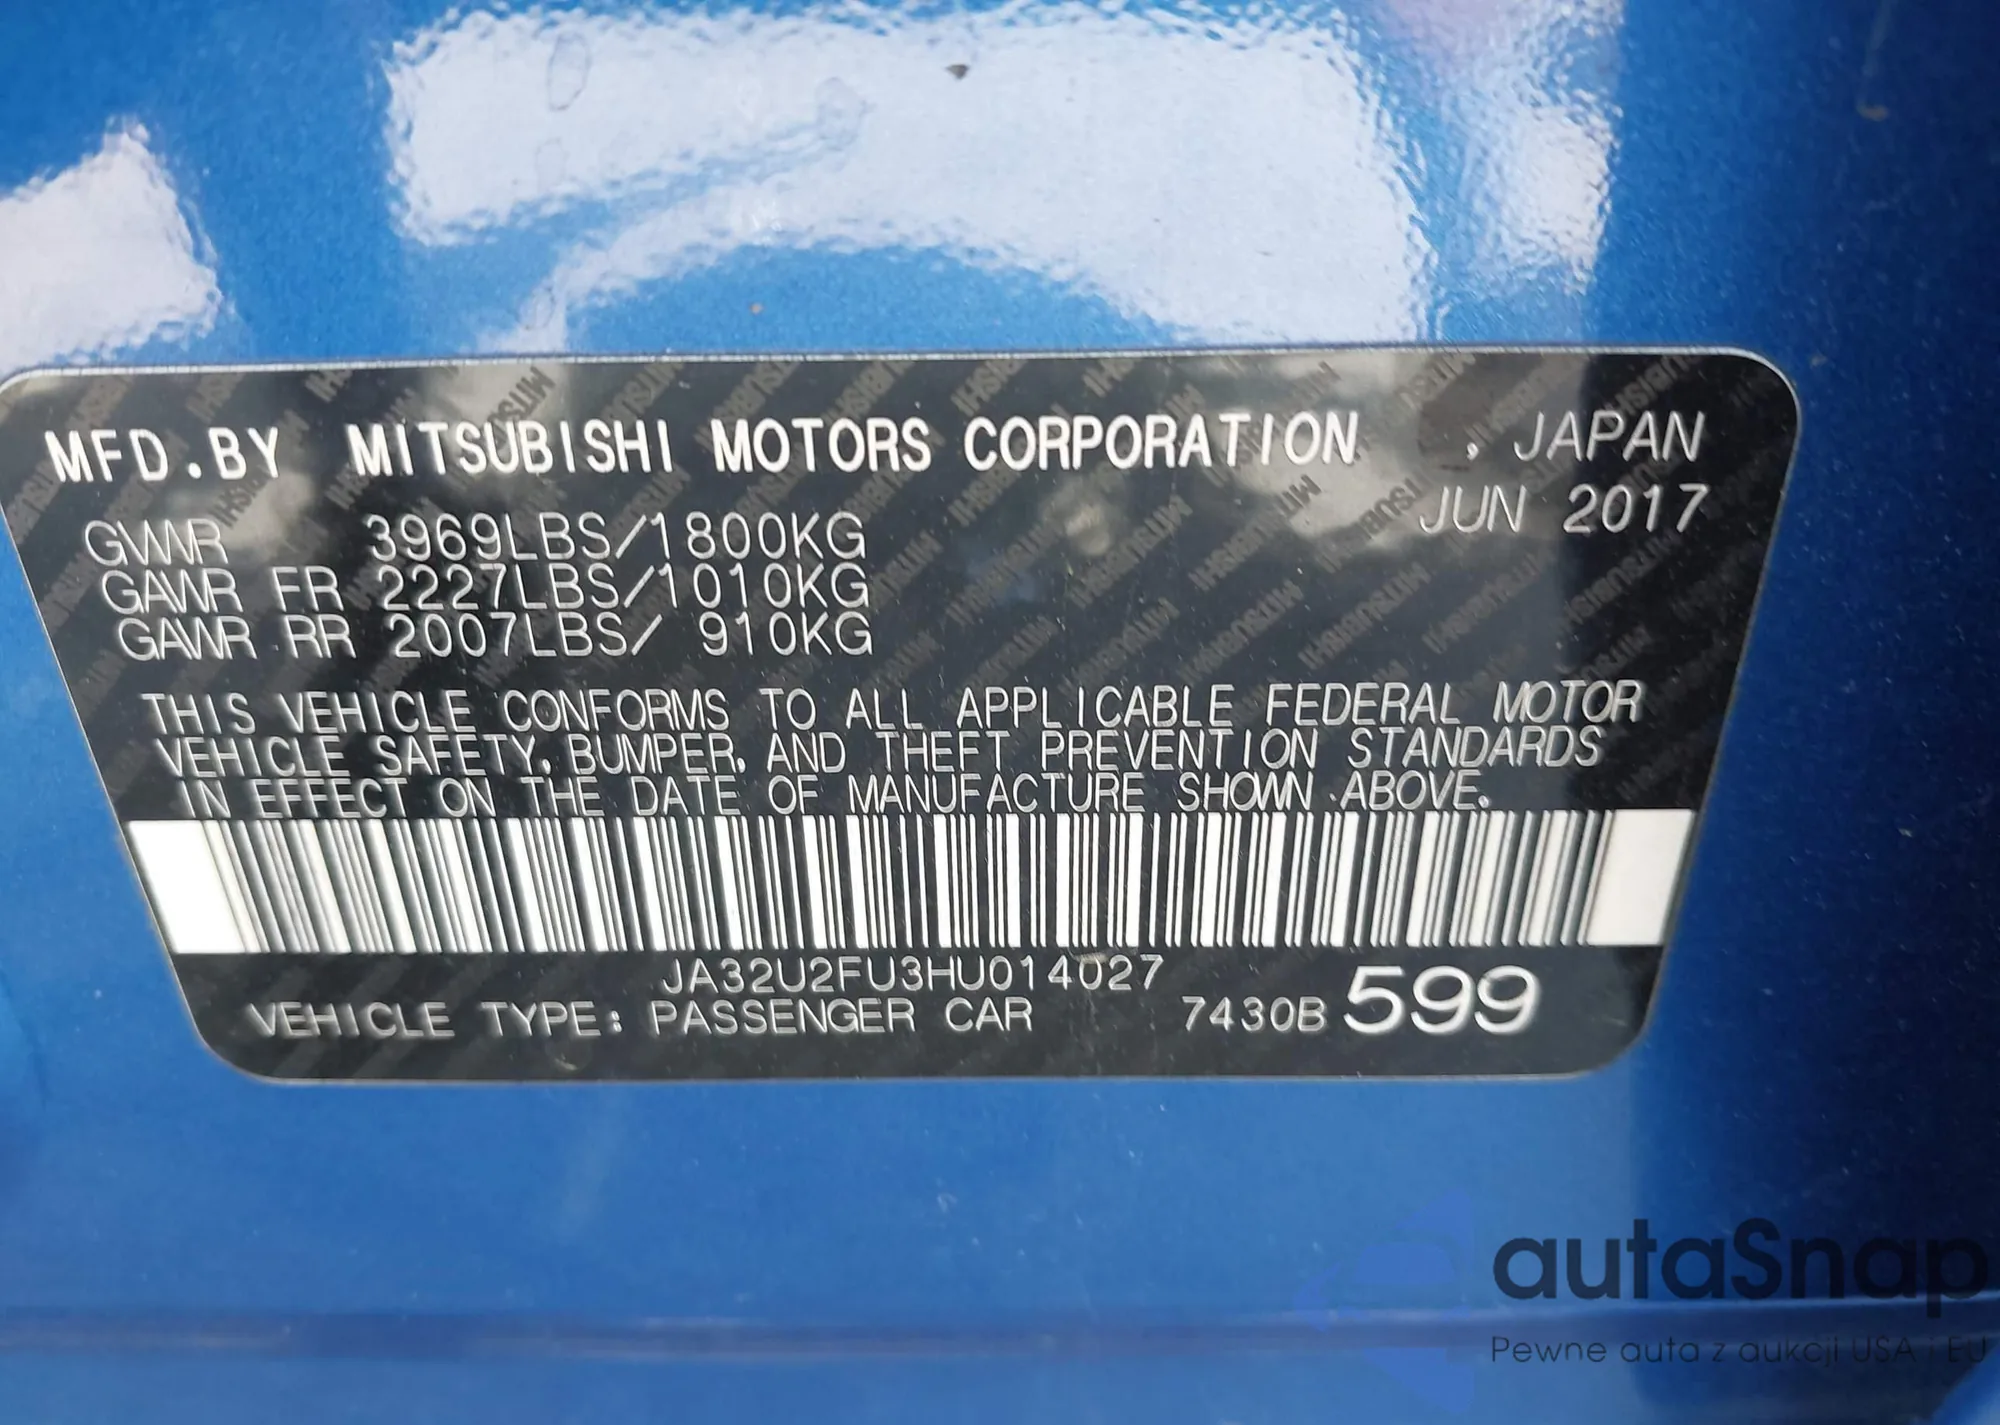 MFD.BY MITSUBISHI MOTORS CORPORATION . JAPAN
JUN 2017
GVWR 3969LBS/1800KG
GAWR FR 2227LBS/1010KG
GAWR RR 2007LBS/ 910KG
THIS VEHICLE CONFORMS TO ALL APPLICABLE FEDERAL MOTOR
VEHICLE SAFETY, BUMPER, AND THEFT PREVENTION STANDARDS
IN EFFECT ON THE DATE OF MANUFACTURE SHOWN ABOVE.
JA32U2FU3HU014027
VEHICLE TYPE: PASSENGER CAR 7430B 599
autaSnap
Pewne auta z aukcji USA i EU